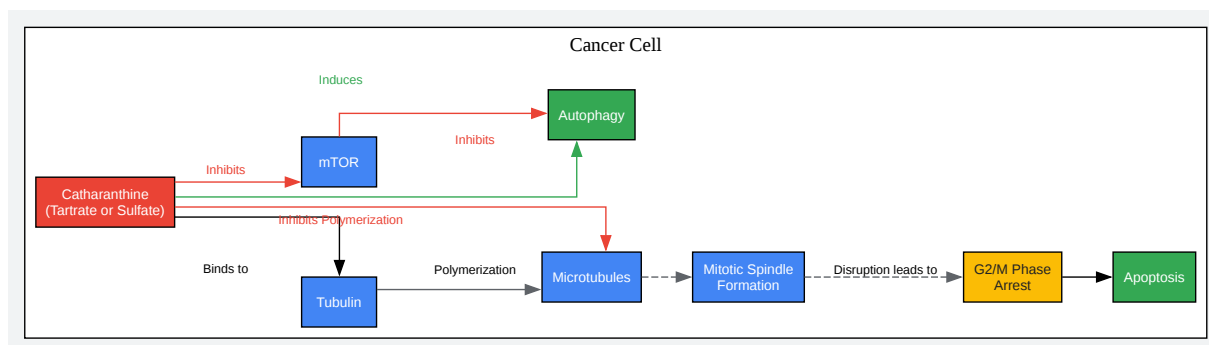 Cancer Cell
Induces
Autophagy
Inhibits
mTOR
Inhibits
Catharanthine
(Tartrate or Sulfate)
Inhibits Polymerization
Binds to
Polymerization
Microtubules
Mitotic Spindle
Formation
Disruption leads to
G2/M Phase
Arrest
Apoptosis
Tubulin